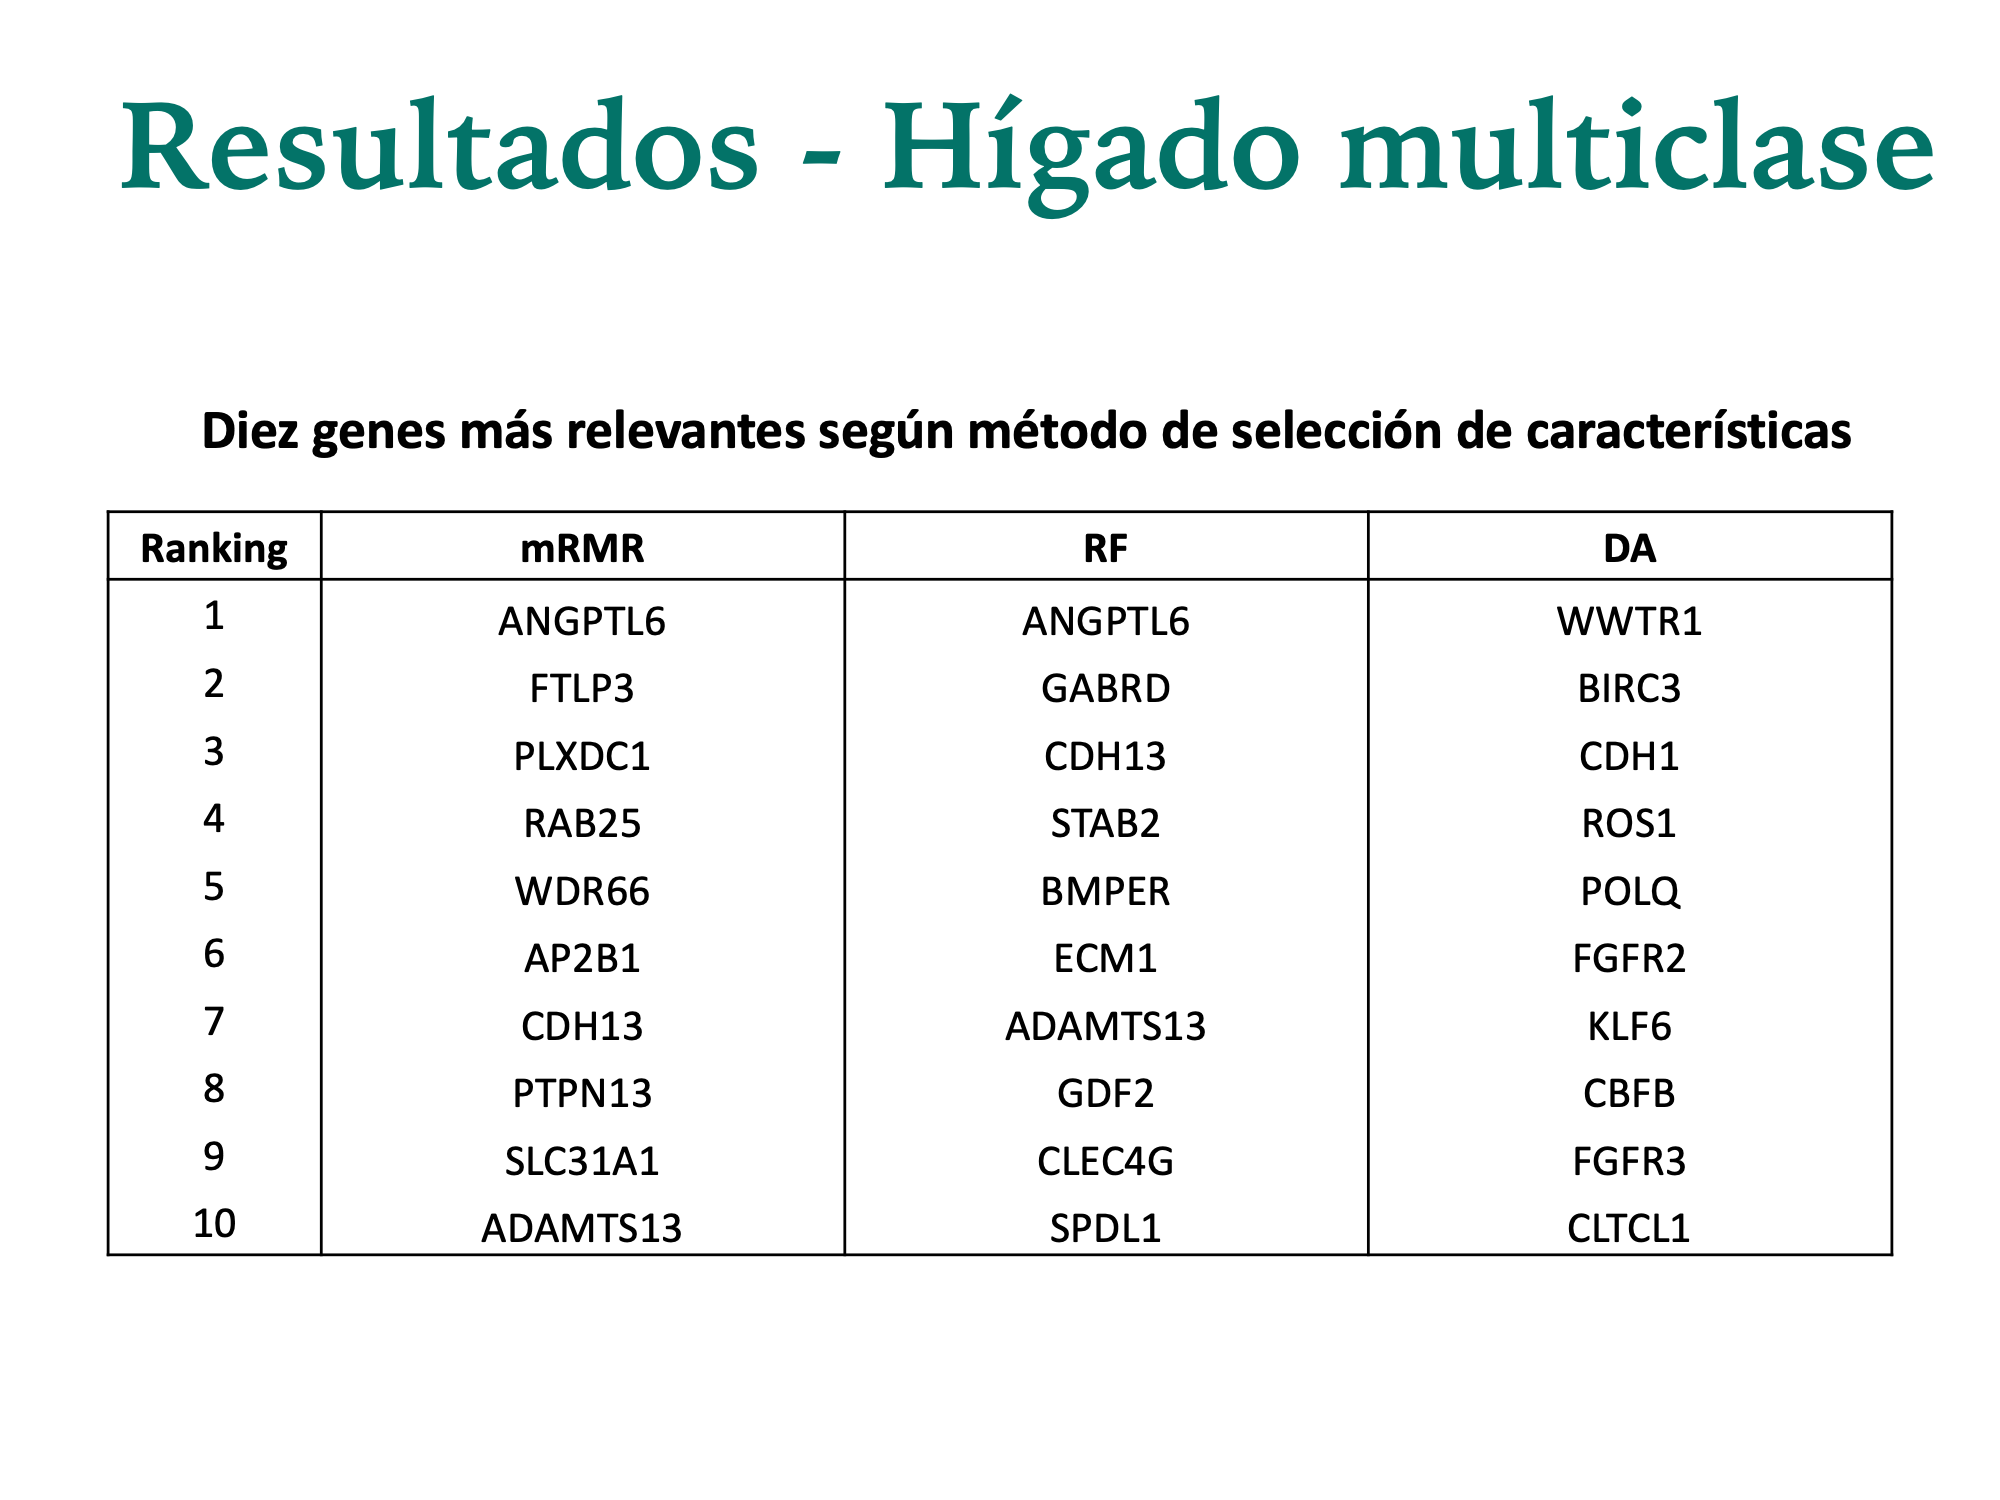 Resultados - Hígado multiclase
Diez genes más relevantes según método de selección de características
Ranking mRMR RF DA
1 ANGPTL6 ANGPTL6 WWTR1
2 FTLP3 GABRD BIRC3
3 PLXDC1 CDH13 CDH1
4 RAB25 STAB2 ROS1
5 WDR66 BMPER POLQ
6 AP2B1 ECM1 FGFR2
7 CDH13 ADAMTS13 KLF6
8 PTPN13 GDF2 CBFB
9 SLC31A1 CLEC4G FGFR3
10 ADAMTS13 SPDL1 CLTCL1